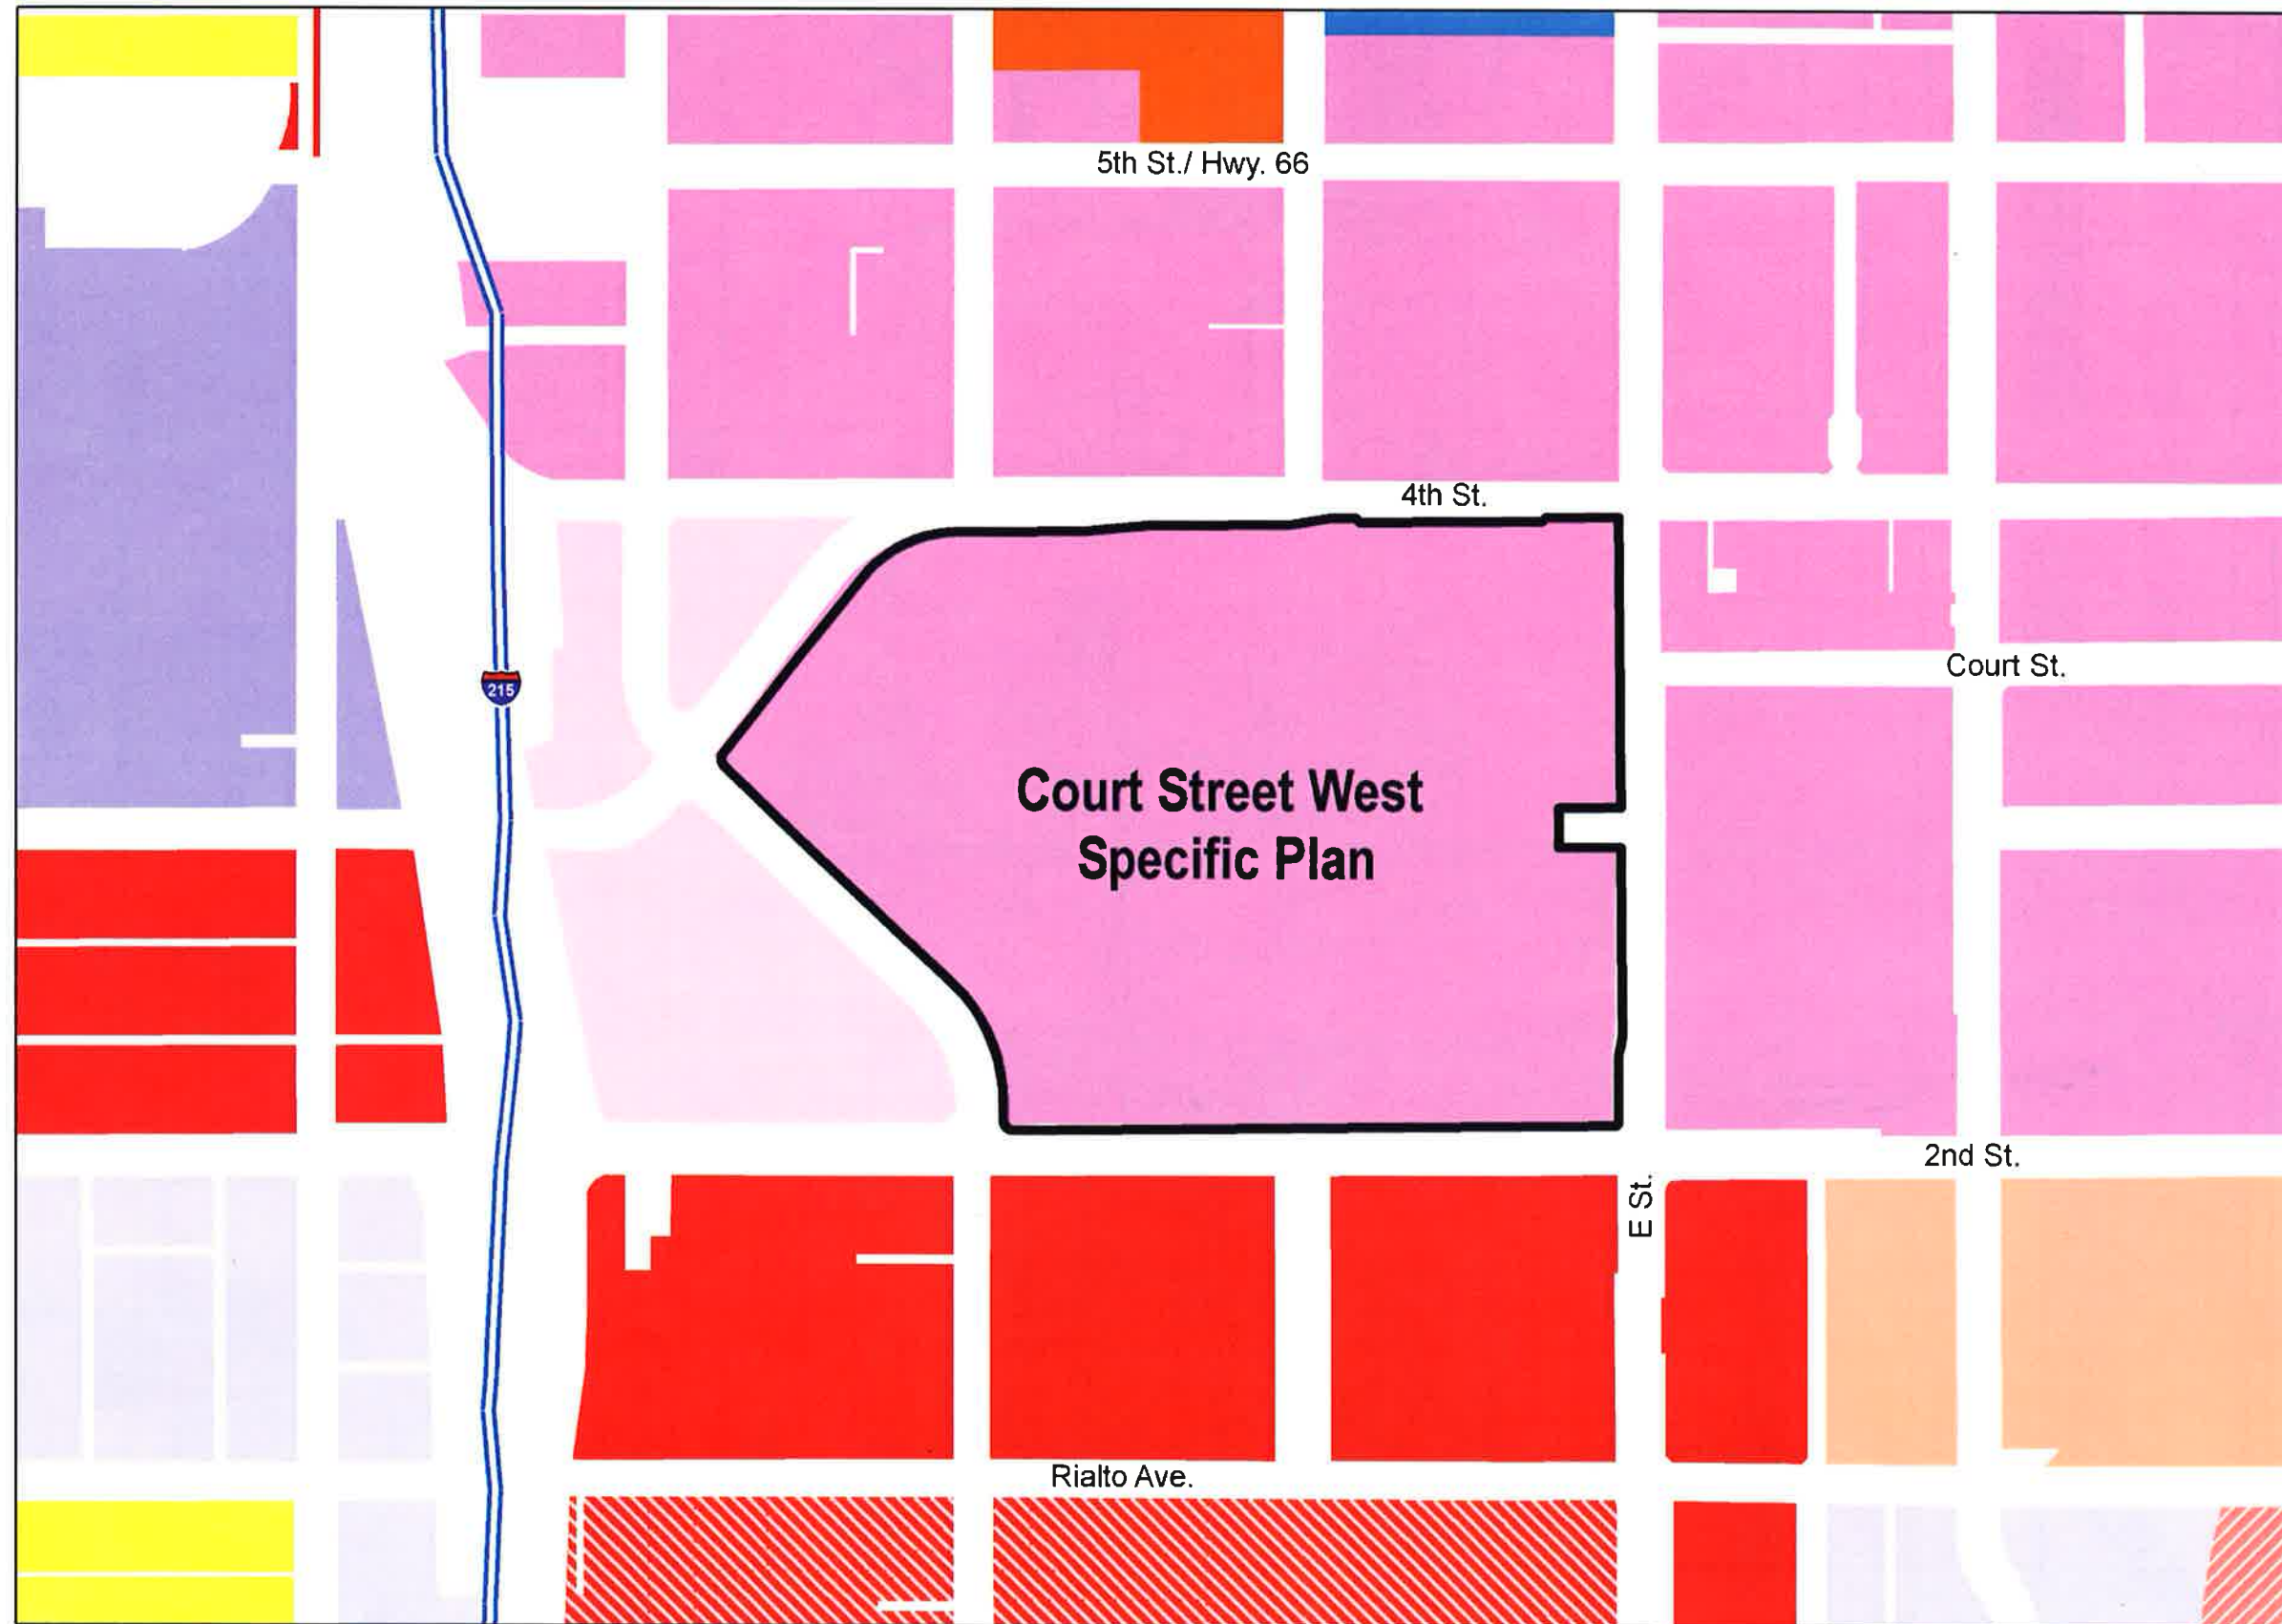 5th St./ Hwy. 66
4th St.
Court St.
215
Court Street West
Specific Plan
2nd St.
E St.
Rialto Ave.